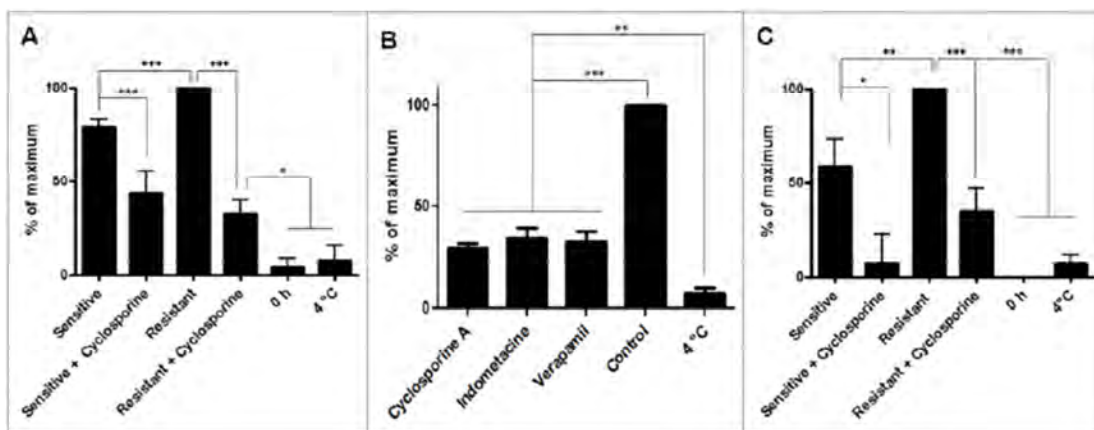 A
% of maximum
100
50
0
***
***
***
*
Sensitive
Sensitive + Cyclosporine
Resistant
Resistant + Cyclosporine
0 h
4 °C
B
% of maximum
100
50
0
**
***
Cyclosporine A
Indometacine
Verapamil
Control
4 °C
C
% of maximum
100
50
0
**
***
***
*
Sensitive
Sensitive + Cyclosporine
Resistant
Resistant + Cyclosporine
0 h
4 °C